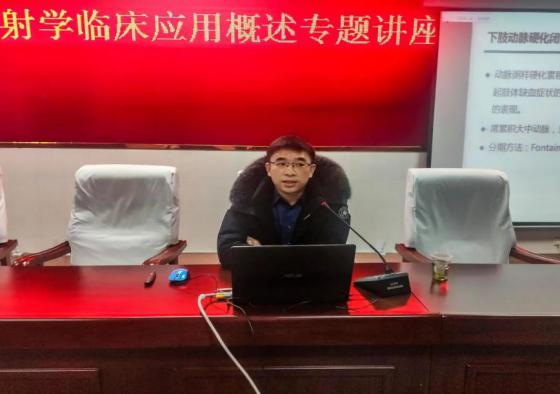 射学临床应用概述专题讲座
下肢动脉硬化闭
• 动脉粥样硬化累积
起肢体缺血症状的
的表现。
• 常累积大中动脉，
• 分期方法：Fontain
ASUS